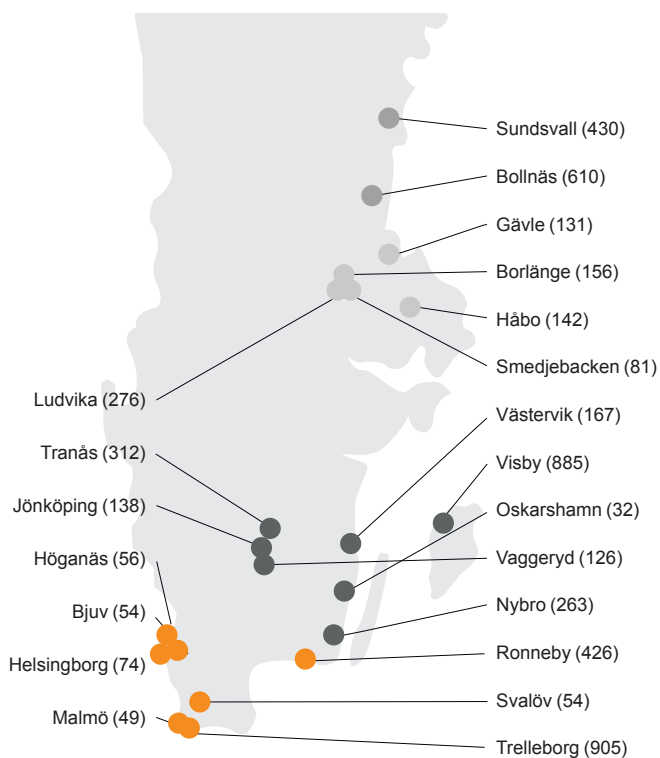 Sundsvall (430)
Bollnäs (610)
Gävle (131)
Borlänge (156)
Håbo (142)
Smedjebacken (81)
Ludvika (276)
Västervik (167)
Tranås (312)
Visby (885)
Jönköping (138)
Oskarshamn (32)
Höganäs (56)
Vaggeryd (126)
Bjuv (54)
Nybro (263)
Helsingborg (74)
Ronneby (426)
Svalöv (54)
Malmö (49)
Trelleborg (905)